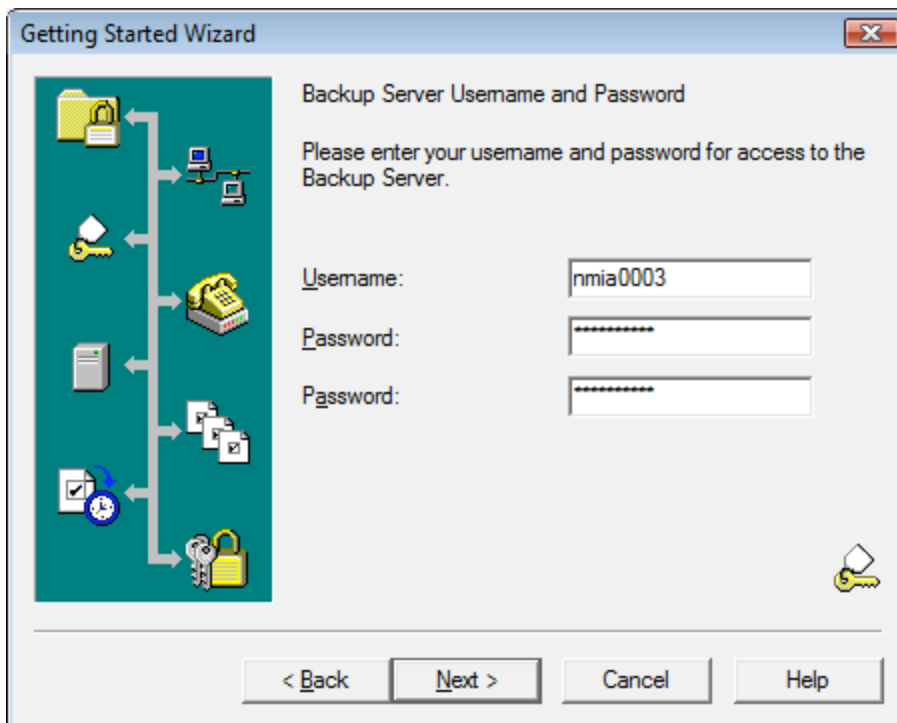 Getting Started Wizard
Backup Server Username and Password
Please enter your username and password for access to the
Backup Server.
Username:
nmia0003
Password:
**********
Password:
**********
< Back
Next >
Cancel
Help